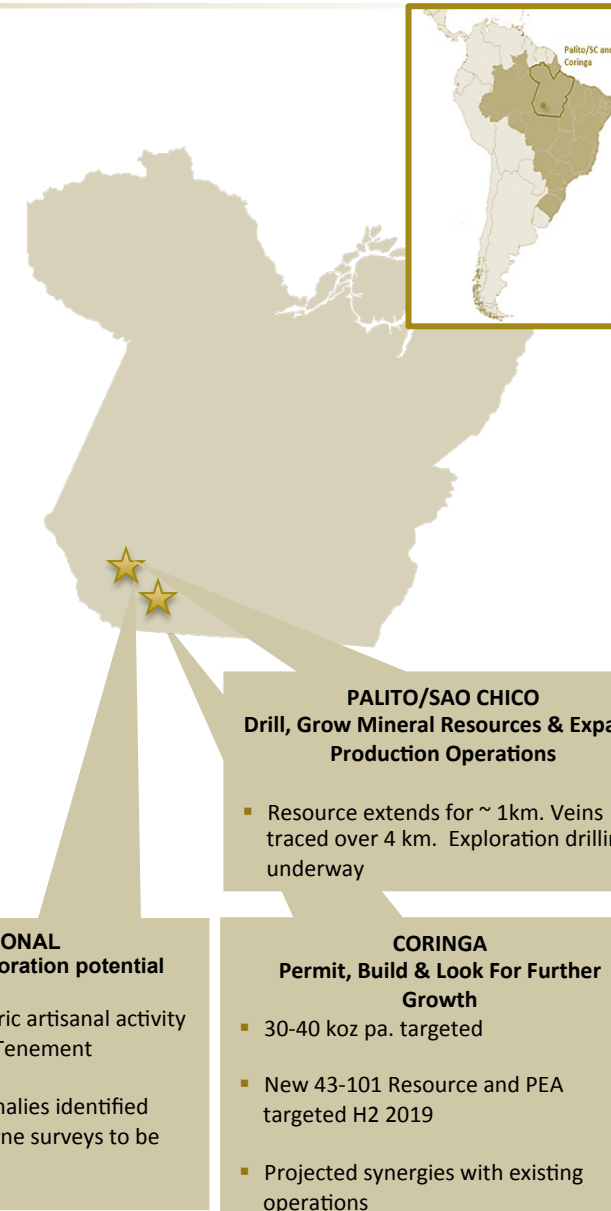 Palito/SC and
Coringa
PALITO/SAO CHICO
Drill, Grow Mineral Resources & Expa
Production Operations
▪ Resource extends for ~ 1km. Veins
traced over 4 km. Exploration drillin
underway
ONAL
oration potential
ric artisanal activity
Tenement
nalies identified
ne surveys to be
CORINGA
Permit, Build & Look For Further
Growth
▪ 30-40 koz pa. targeted
▪ New 43-101 Resource and PEA
targeted H2 2019
▪ Projected synergies with existing
operations